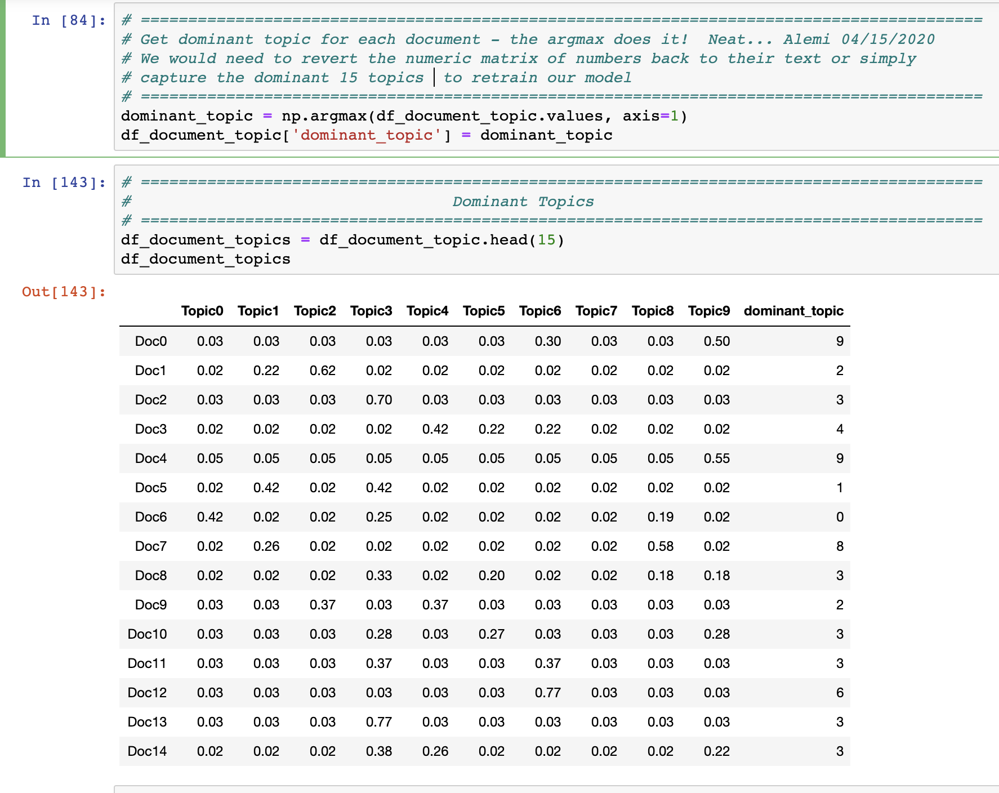 In [84]:
# =========================================================================================
# Get dominant topic for each document - the argmax does it!  Neat... Alemi 04/15/2020
# We would need to revert the numeric matrix of numbers back to their text or simply
# capture the dominant 15 topics  to retrain our model
# =========================================================================================
dominant_topic = np.argmax(df_document_topic.values, axis=1)
df_document_topic['dominant_topic'] = dominant_topic
In [143]:
# =========================================================================================
# Dominant Topics
# =========================================================================================
df_document_topics = df_document_topic.head(15)
df_document_topics
Out[143]:
Topic0 Topic1 Topic2 Topic3 Topic4 Topic5 Topic6 Topic7 Topic8 Topic9 dominant_topic
Doc0 0.03 0.03 0.03 0.03 0.03 0.03 0.30 0.03 0.03 0.50 9
Doc1 0.02 0.22 0.62 0.02 0.02 0.02 0.02 0.02 0.02 0.02 2
Doc2 0.03 0.03 0.03 0.70 0.03 0.03 0.03 0.03 0.03 0.03 3
Doc3 0.02 0.02 0.02 0.02 0.42 0.22 0.22 0.02 0.02 0.02 4
Doc4 0.05 0.05 0.05 0.05 0.05 0.05 0.05 0.05 0.05 0.55 9
Doc5 0.02 0.42 0.02 0.42 0.02 0.02 0.02 0.02 0.02 0.02 1
Doc6 0.42 0.02 0.02 0.25 0.02 0.02 0.02 0.02 0.19 0.02 0
Doc7 0.02 0.26 0.02 0.02 0.02 0.02 0.02 0.02 0.58 0.02 8
Doc8 0.02 0.02 0.02 0.33 0.02 0.20 0.02 0.02 0.18 0.18 3
Doc9 0.03 0.03 0.37 0.03 0.37 0.03 0.03 0.03 0.03 0.03 2
Doc10 0.03 0.03 0.03 0.28 0.03 0.27 0.03 0.03 0.03 0.28 3
Doc11 0.03 0.03 0.03 0.37 0.03 0.03 0.37 0.03 0.03 0.03 3
Doc12 0.03 0.03 0.03 0.03 0.03 0.03 0.77 0.03 0.03 0.03 6
Doc13 0.03 0.03 0.03 0.77 0.03 0.03 0.03 0.03 0.03 0.03 3
Doc14 0.02 0.02 0.02 0.38 0.26 0.02 0.02 0.02 0.02 0.22 3